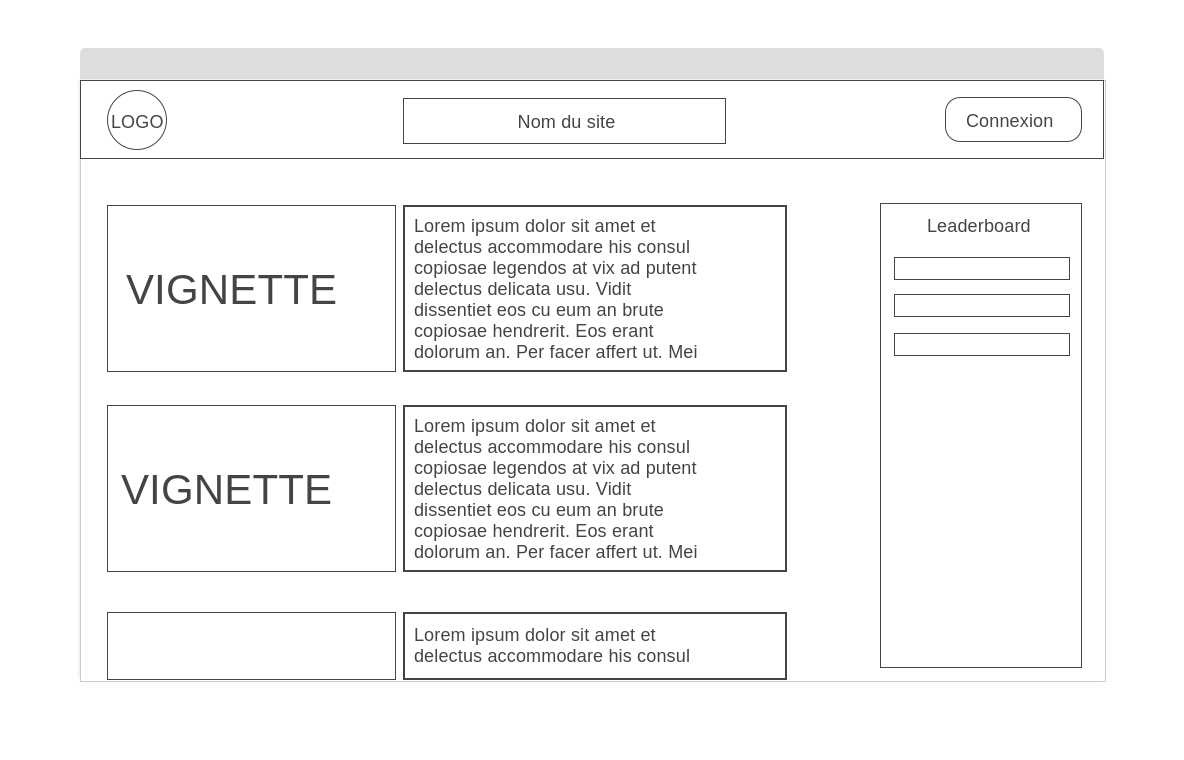 LOGO
Nom du site
Connexion
VIGNETTE
Lorem ipsum dolor sit amet et
delectus accommodare his consul
copiosae legendos at vix ad putent
delectus delicata usu. Vidit
dissentiet eos cu eum an brute
copiosae hendrerit. Eos erant
dolorum an. Per facer affert ut. Mei
VIGNETTE
Lorem ipsum dolor sit amet et
delectus accommodare his consul
copiosae legendos at vix ad putent
delectus delicata usu. Vidit
dissentiet eos cu eum an brute
copiosae hendrerit. Eos erant
dolorum an. Per facer affert ut. Mei
Lorem ipsum dolor sit amet et
delectus accommodare his consul
Leaderboard